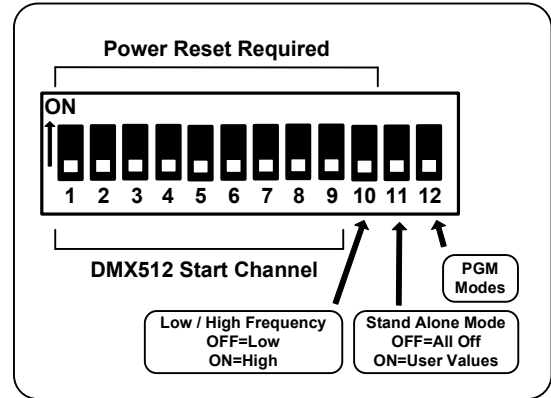 Power Reset Required
ON
1 2 3 4 5 6 7 8 9 10 11 12
DMX512 Start Channel
PGM
Modes
Low / High Frequency
OFF=Low
ON=High
Stand Alone Mode
OFF=All Off
ON=User Values